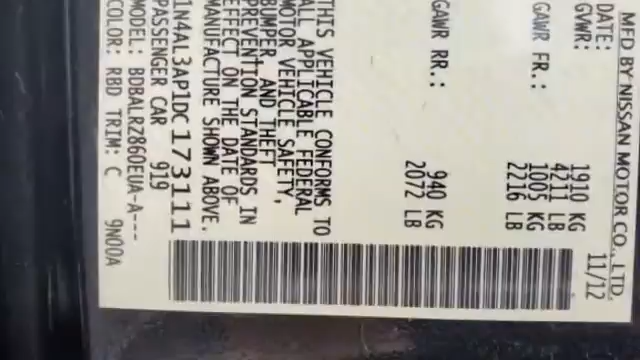 MFD BY NISSAN MOTOR CO., LTD.
DATE: 11/12
GVWR: 1910 KG
4211 LB
GAWR FR.: 1005 KG
2216 LB
GAWR RR.: 940 KG
2072 LB
THIS VEHICLE CONFORMS TO
ALL APPLICABLE FEDERAL
MOTOR VEHICLE SAFETY,
BUMPER, AND THEFT
PREVENTION STANDARDS IN
EFFECT ON THE DATE OF
MANUFACTURE SHOWN ABOVE.
1N4AL3AP1DC173111
PASSENGER CAR 919
MODEL: BDBALRZ860EUA-A---
COLOR: RBD TRIM: C 9N00A